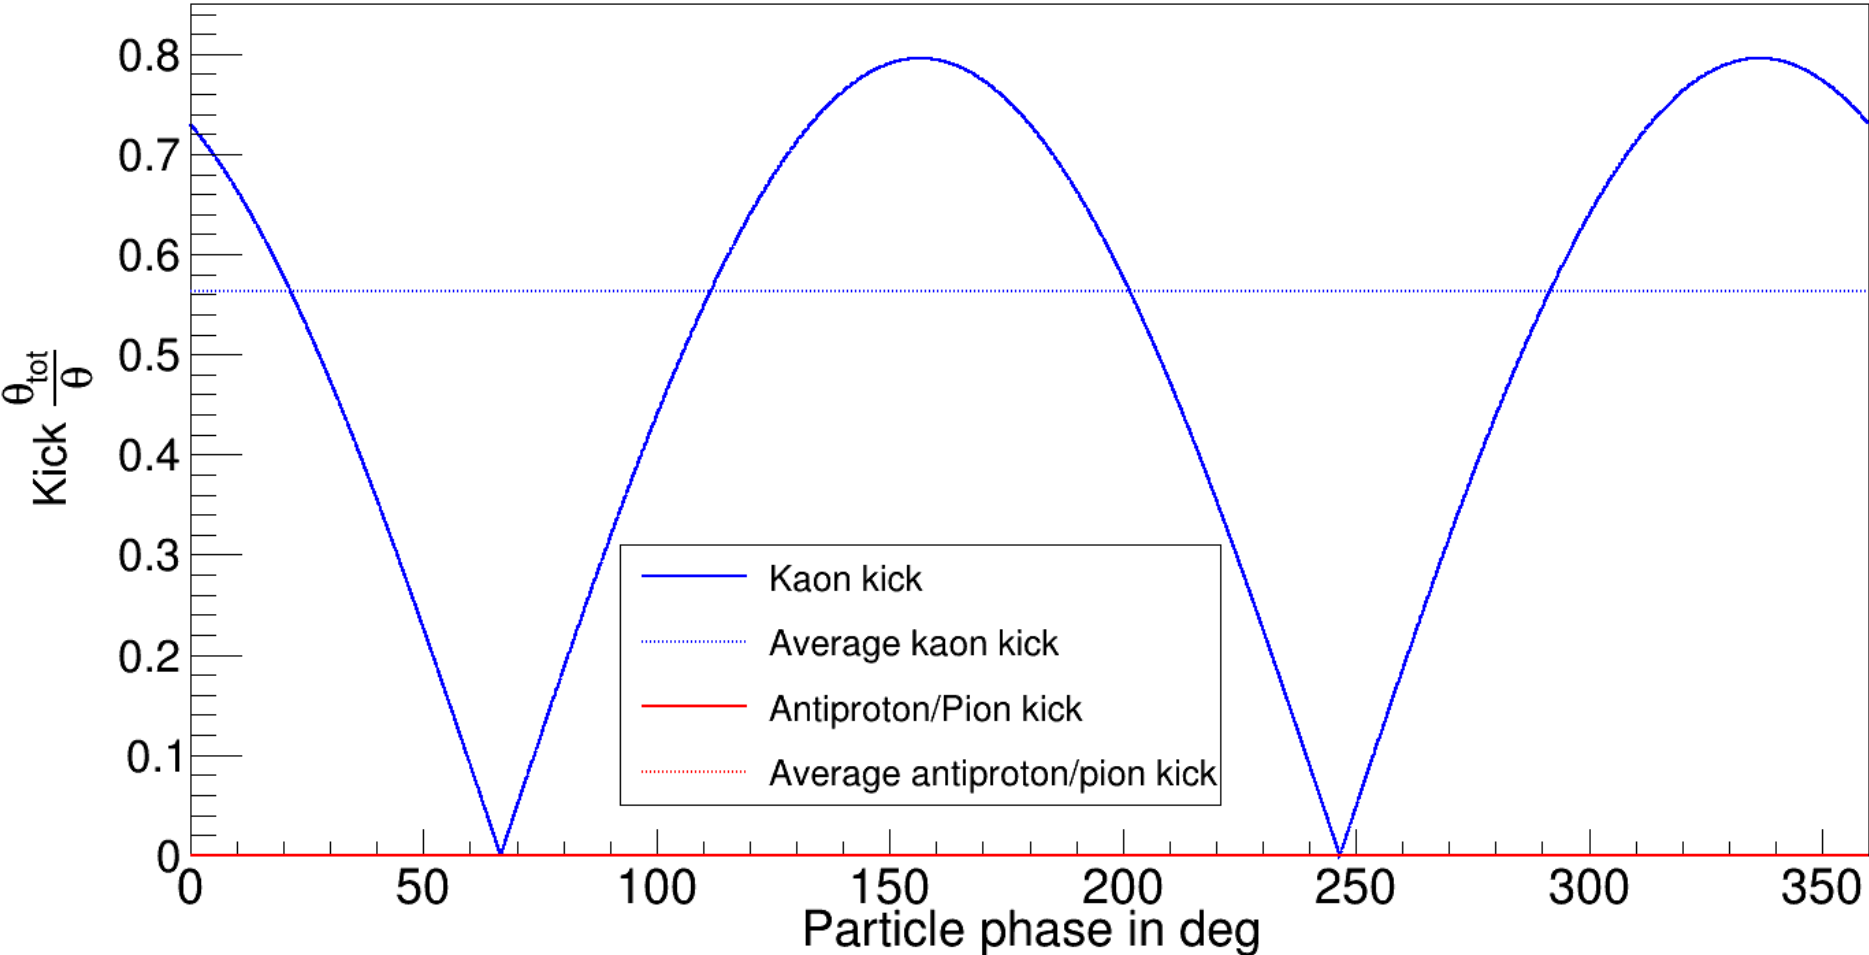 0.8
0.7
0.6
0.5
0.4
0.3
0.2
0.1
0
Kick θtot/θ
Kaon kick
Average kaon kick
Antiproton/Pion kick
Average antiproton/pion kick
0 50 100 150 200 250 300 350
Particle phase in deg